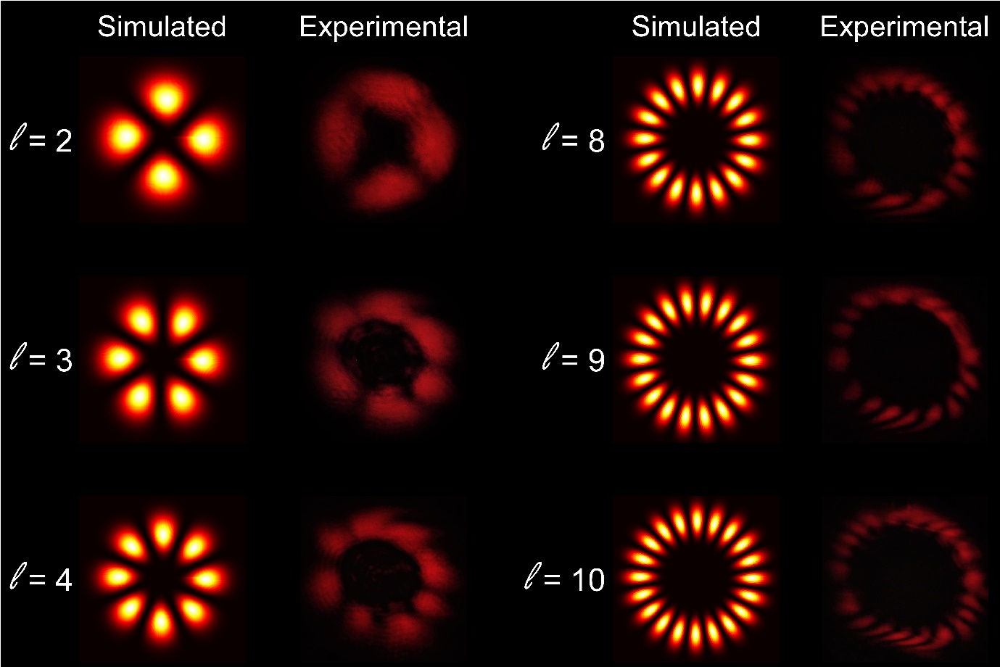 Simulated Experimental Simulated Experimental
ℓ = 2 ℓ = 8
ℓ = 3 ℓ = 9
ℓ = 4 ℓ = 10